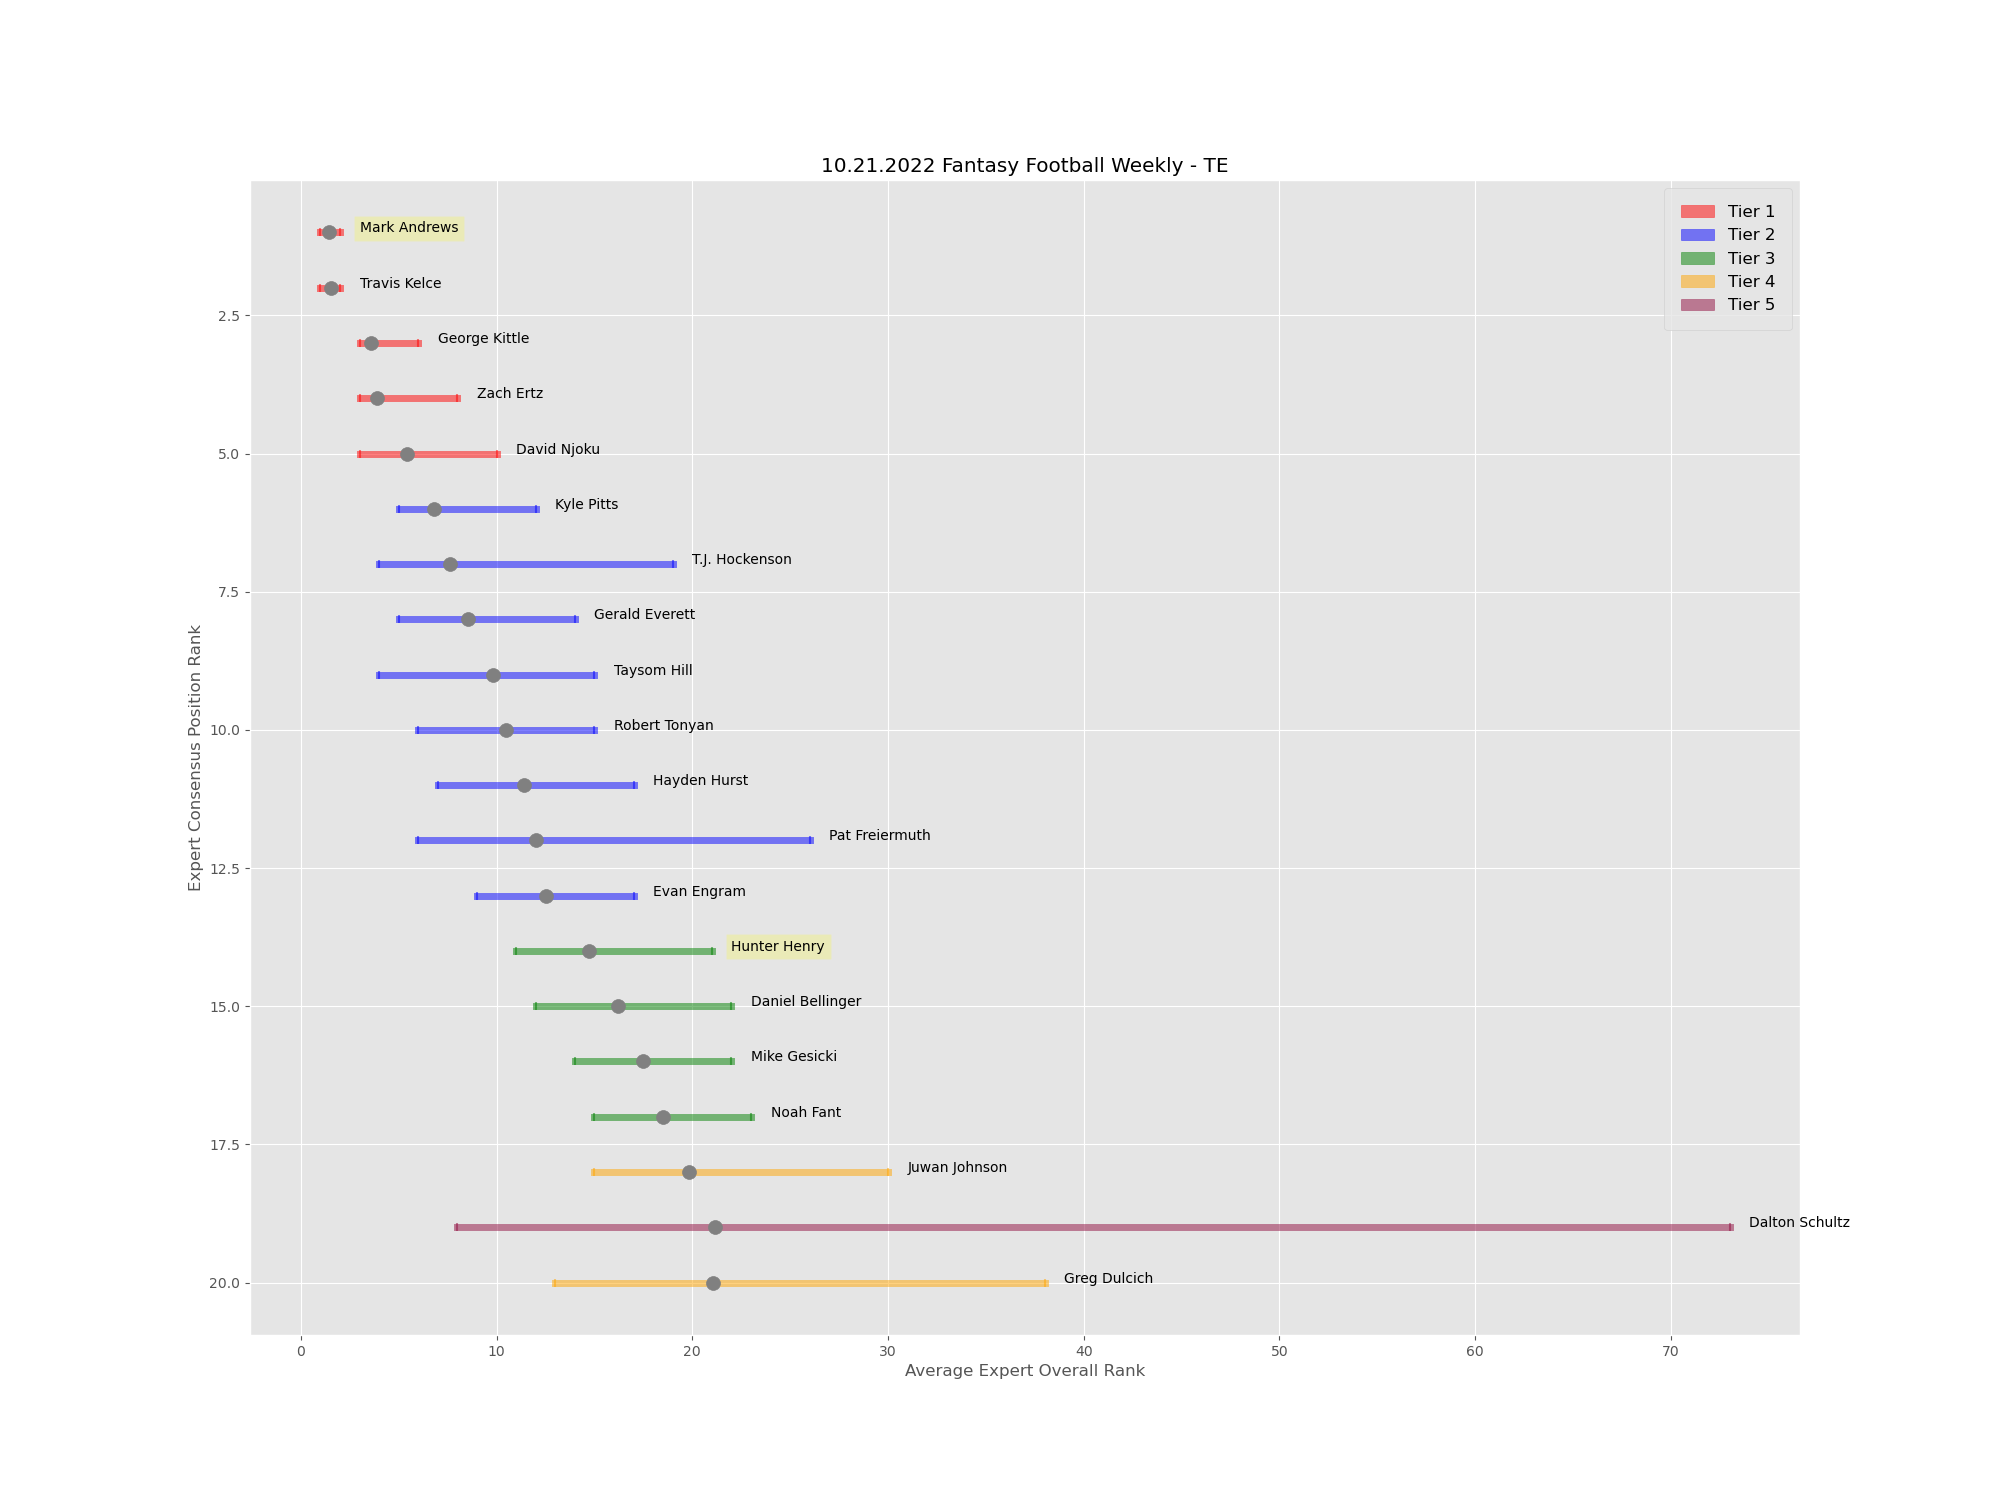 10.21.2022 Fantasy Football Weekly - TE
Tier 1
Tier 2
Tier 3
Tier 4
Tier 5
Mark Andrews
Travis Kelce
George Kittle
Zach Ertz
David Njoku
Kyle Pitts
T.J. Hockenson
Gerald Everett
Taysom Hill
Robert Tonyan
Hayden Hurst
Pat Freiermuth
Evan Engram
Hunter Henry
Daniel Bellinger
Mike Gesicki
Noah Fant
Juwan Johnson
Dalton Schultz
Greg Dulcich
Expert Consensus Position Rank
2.5
5.0
7.5
10.0
12.5
15.0
17.5
20.0
0 10 20 30 40 50 60 70
Average Expert Overall Rank